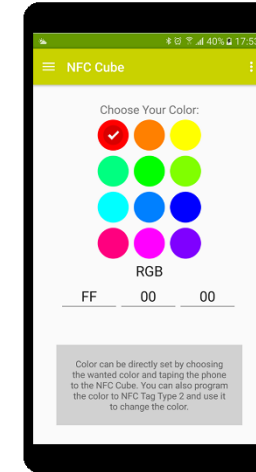 40% 17:53
NFC Cube
Choose Your Color:
RGB
FF 00 00
Color can be directly set by choosing
the wanted color and taping the phone
to the NFC Cube. You can also program
the color to NFC Tag Type 2 and use it
to change the color.